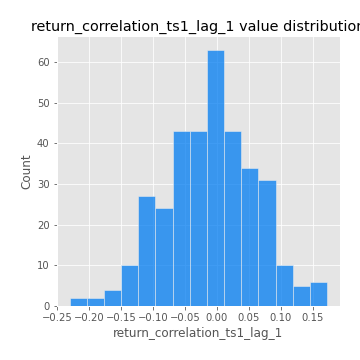 return_correlation_ts1_lag_1 value distribution
60
50
40
30
20
10
0
Count
−0.25 −0.20 −0.15 −0.10 −0.05 0.00 0.05 0.10 0.15
return_correlation_ts1_lag_1